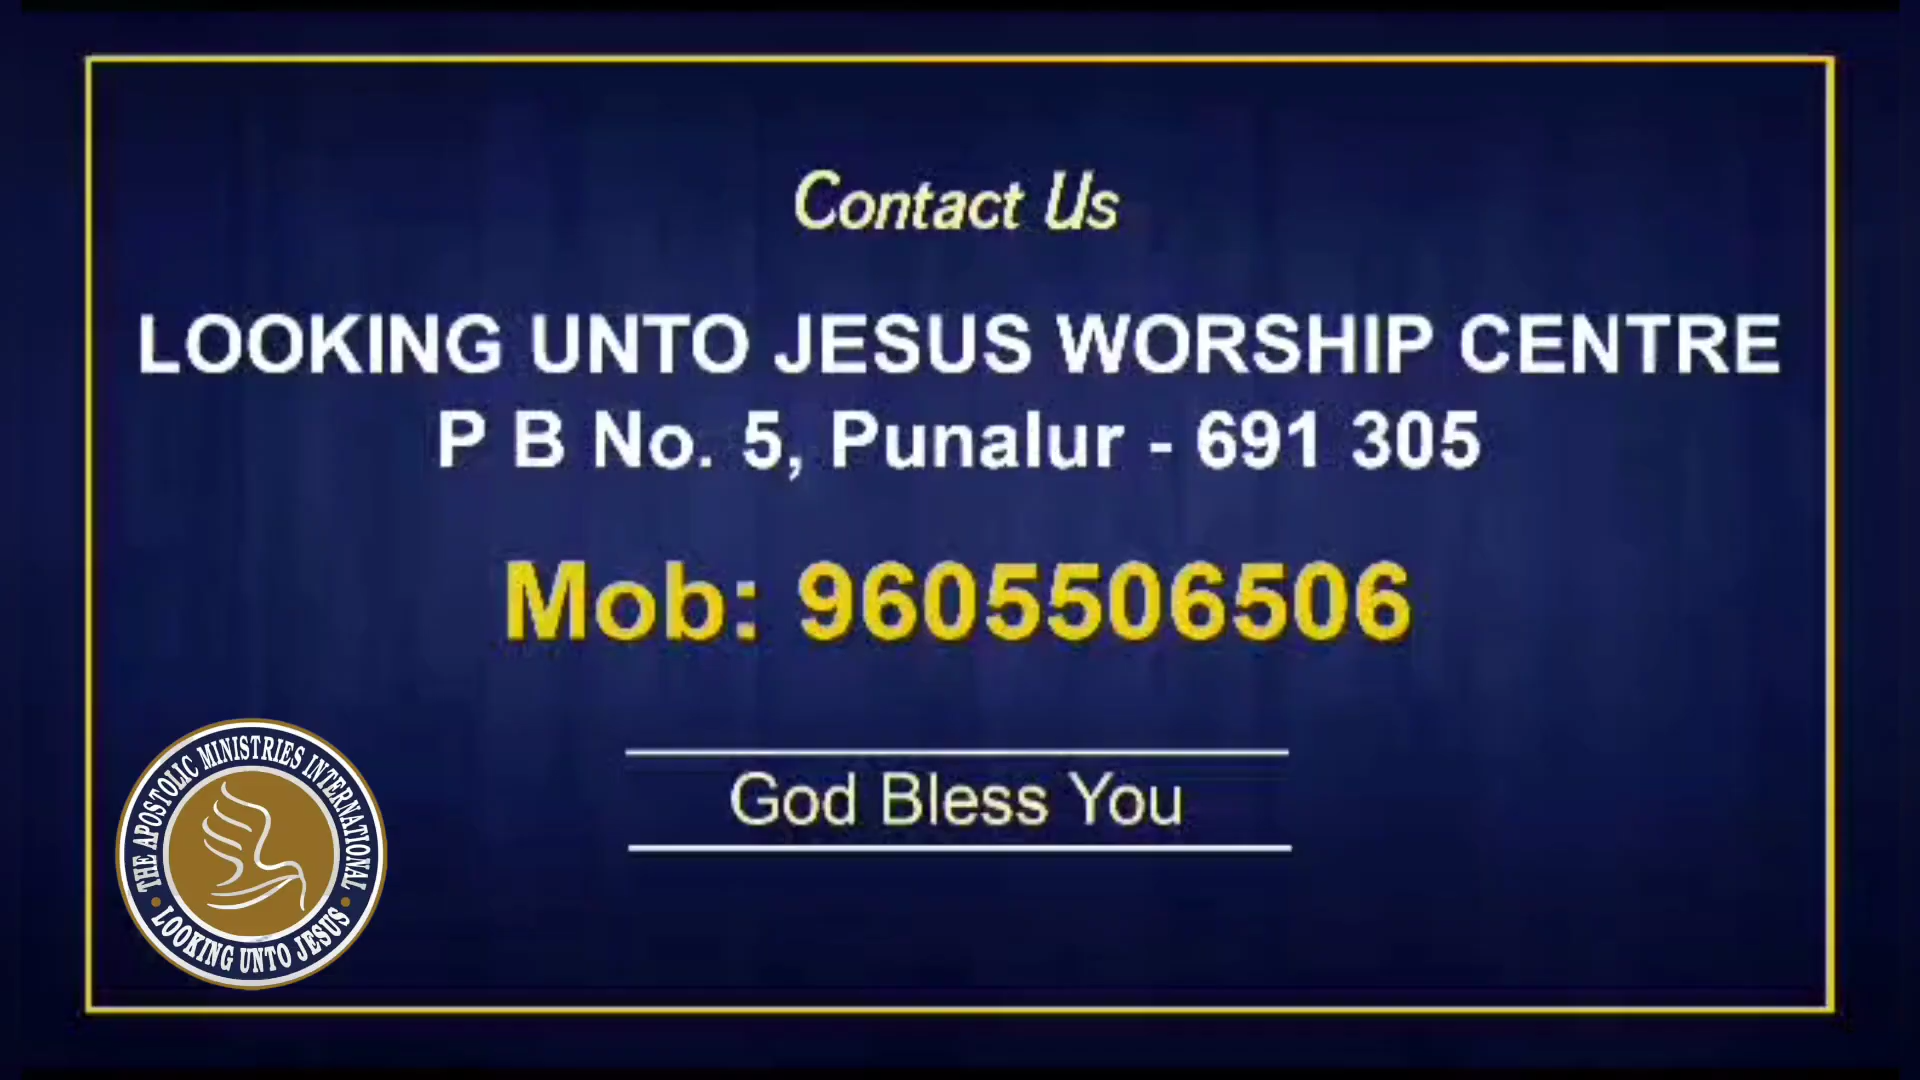 Contact Us
LOOKING UNTO JESUS WORSHIP CENTRE
P B No. 5, Punalur - 691 305
Mob: 9605506506
God Bless You
THE APOSTOLIC MINISTRIES INTERNATIONAL
• LOOKING UNTO JESUS •